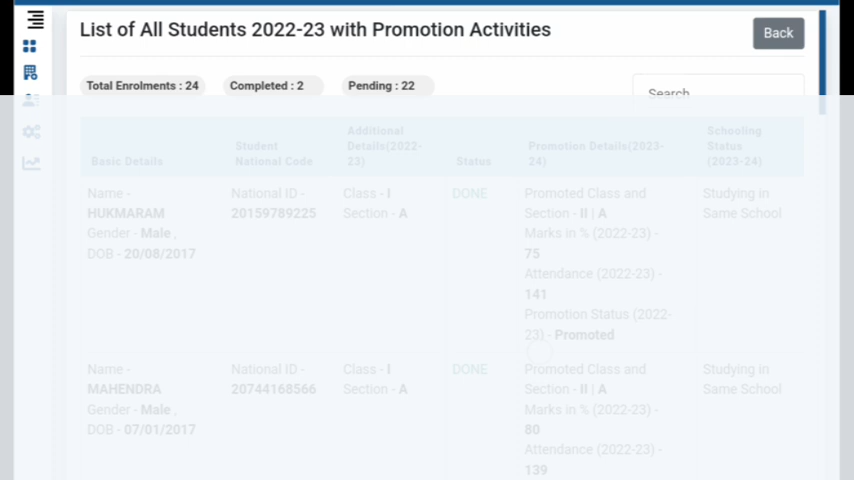 List of All Students 2022-23 with Promotion Activities
Back
Total Enrolments : 24
Completed : 2
Pending : 22
Search
Basic Details
Student
National Code
Additional
Details(2022-
23)
Status
Promotion Details(2023-
24)
Schooling
Status
(2023-24)
Name -
HUKMARAM
Gender - Male ,
DOB - 20/08/2017
National ID -
20159789225
Class - I
Section - A
DONE
Promoted Class and
Section - II | A
Marks in % (2022-23) -
75
Attendance (2022-23) -
141
Promotion Status (2022-
23) - Promoted
Studying in
Same School
Name -
MAHENDRA
Gender - Male ,
DOB - 07/01/2017
National ID -
20744168566
Class - I
Section - A
DONE
Promoted Class and
Section - II | A
Marks in % (2022-23) -
80
Attendance (2022-23) -
139
Studying in
Same School